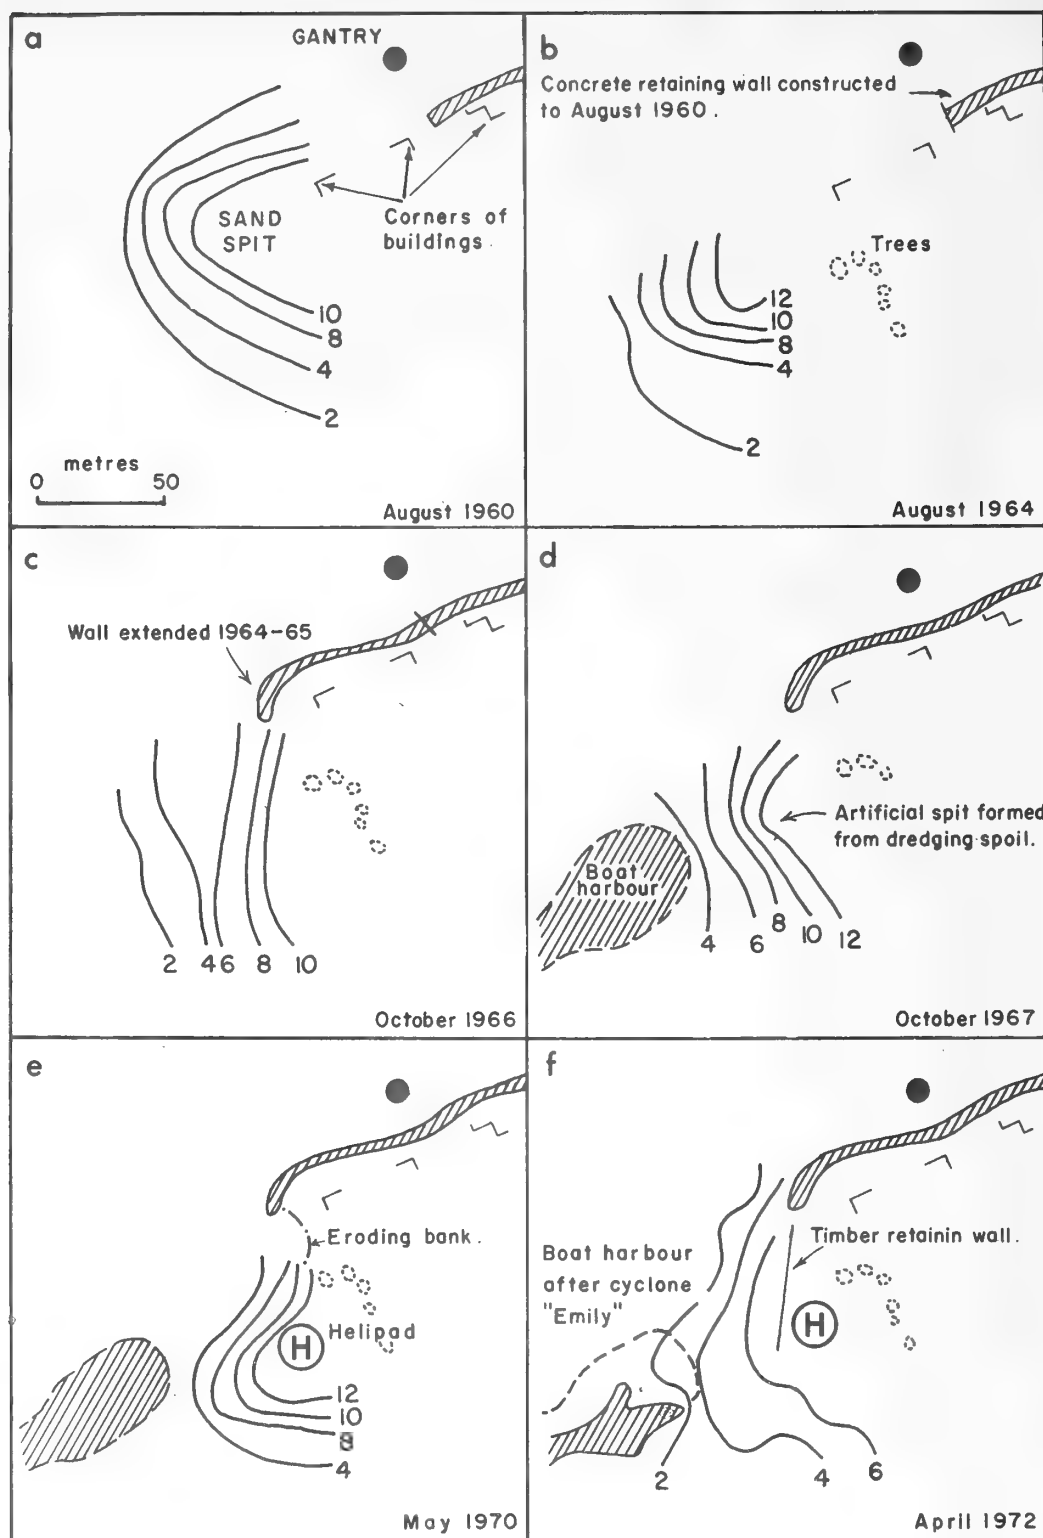 a
GANTRY
SAND
SPIT
Corners of
buildings.
10
8
4
2
metres
0 50
August 1960
b
Concrete retaining wall constructed
to August 1960.
Trees
12
10
8
4
2
August 1964
c
Wall extended 1964-65
2 4 6 8 10
October 1966
d
Artificial spit formed
from dredging spoil.
Boat
harbour
4 6 8 10 12
October 1967
e
Eroding bank.
H
Helipad
12
10
8
4
May 1970
f
Timber retainin wall.
Boat harbour
after cyclone
"Emily"
H
2 4 6
April 1972